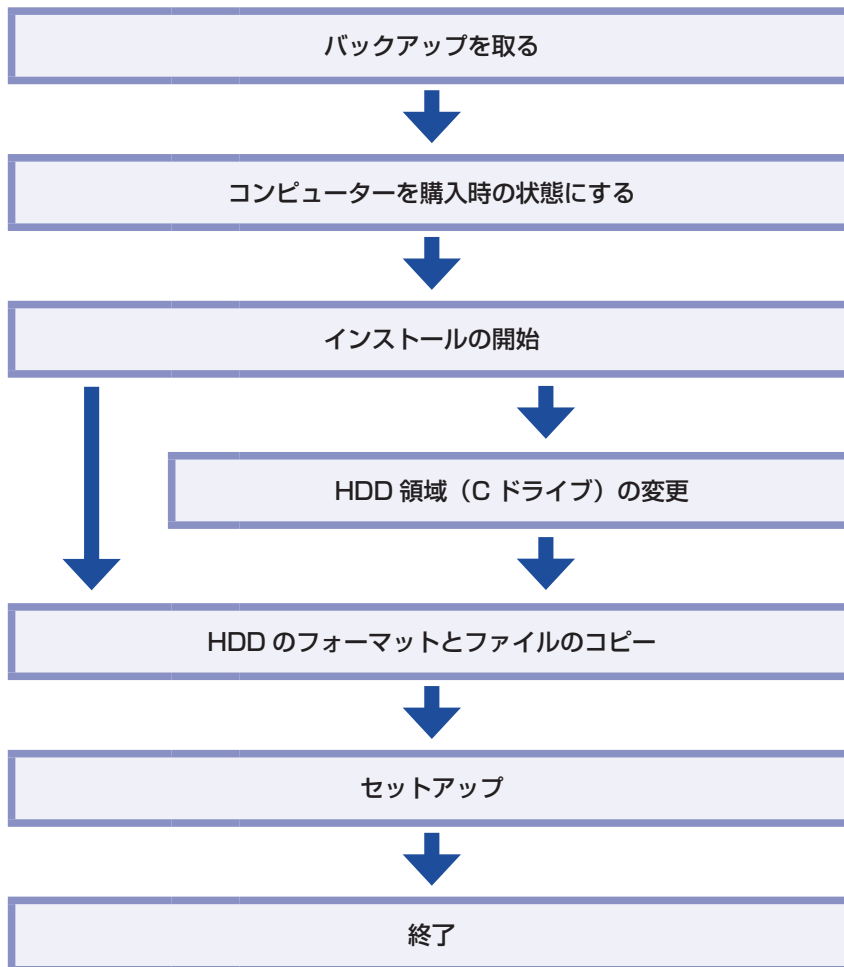 バックアップを取る
コンピューターを購入時の状態にする
インストールの開始
HDD 領域（C ドライブ）の変更
HDD のフォーマットとファイルのコピー
セットアップ
終了